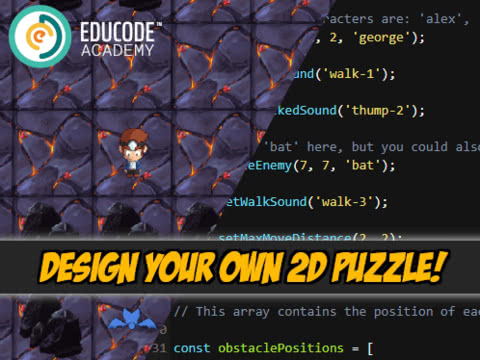 EDUCODE™
ACADEMY
racters are: 'alex',
, 2, 'george');
und('walk-1');
kedSound('thump-2');
'bat' here, but you could also
eEnemy(7, 7, 'bat');
etWalkSound('walk-3');
setMaxMoveDistance(2, 2);
DESIGN YOUR OWN 2D PUZZLE!
// This array contains the position of eac
31 const obstaclePositions = [